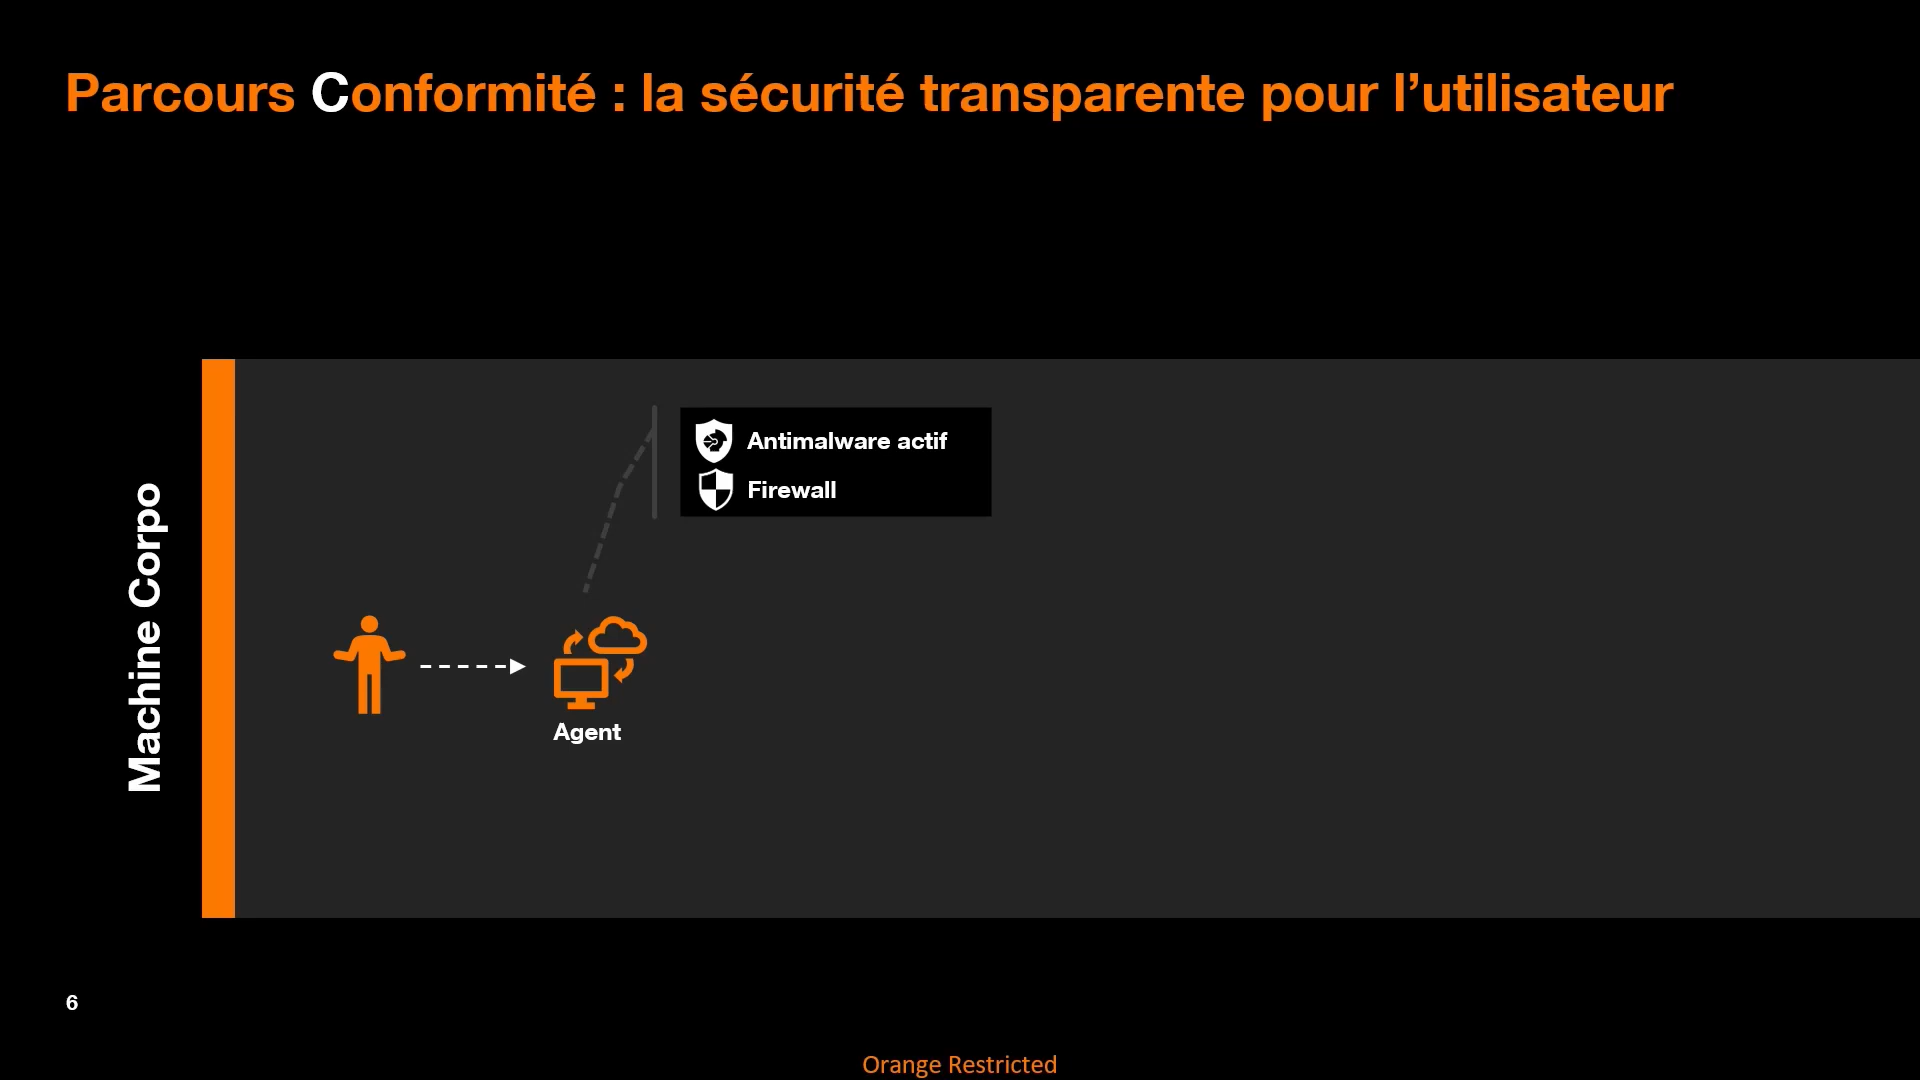 Parcours Conformité : la sécurité transparente pour l’utilisateur
Machine Corpo
Antimalware actif
Firewall
Agent
6
Orange Restricted